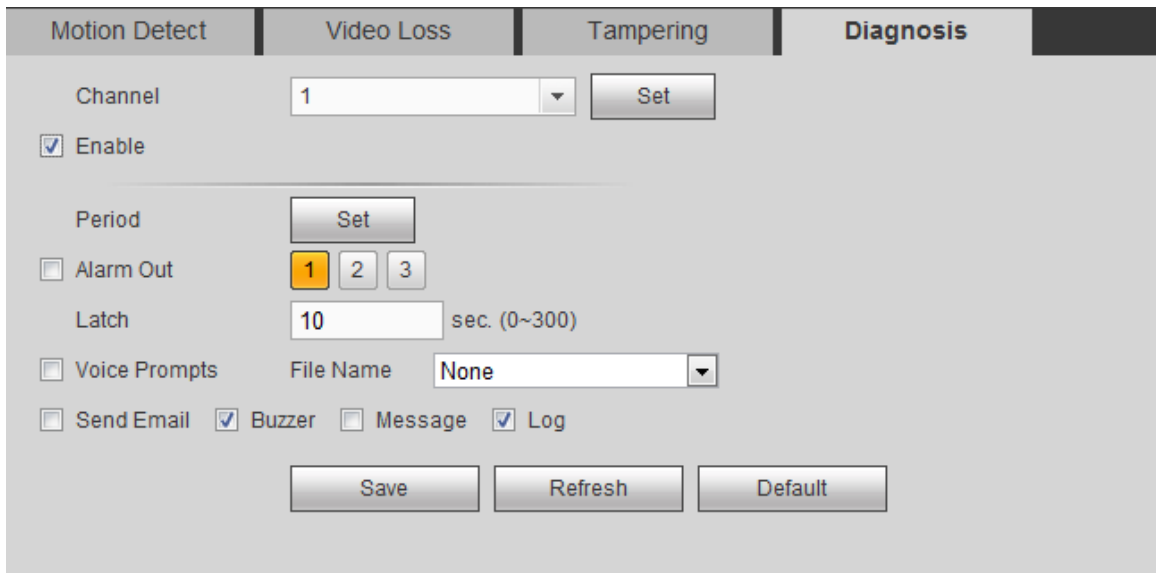 Motion Detect Video Loss Tampering Diagnosis
Channel 1 Set
Enable
Period Set
Alarm Out 1 2 3
Latch 10 sec. (0~300)
Voice Prompts File Name None
Send Email Buzzer Message Log
Save Refresh Default